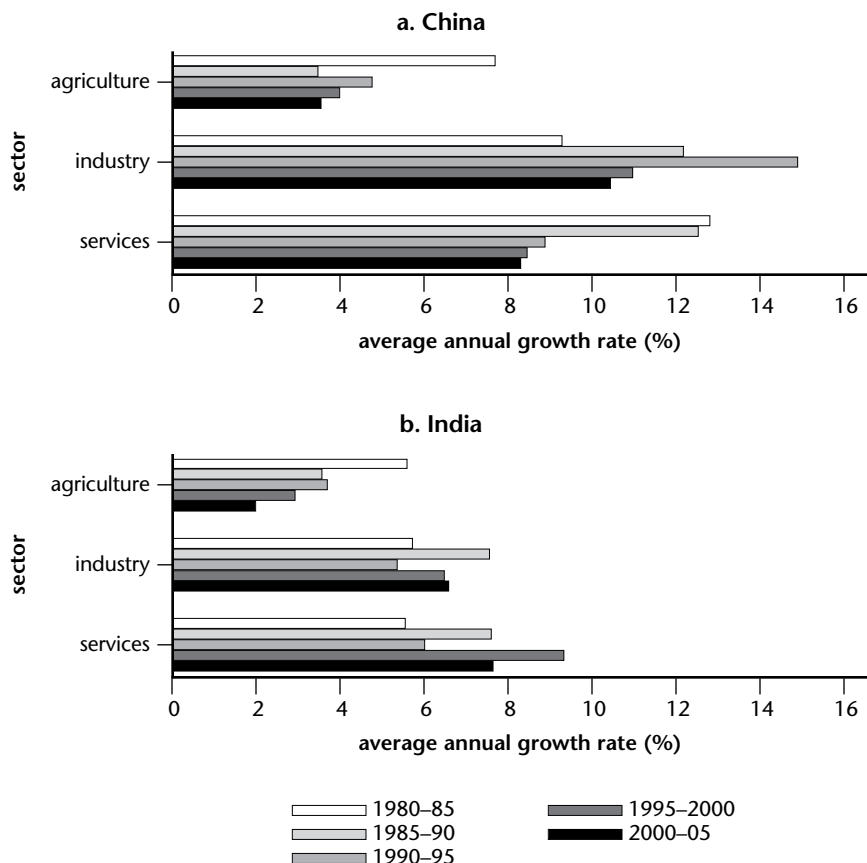 a. China
sector
agriculture
industry
services
0 2 4 6 8 10 12 14 16
average annual growth rate (%)
b. India
sector
agriculture
industry
services
0 2 4 6 8 10 12 14 16
average annual growth rate (%)
1980–85 1995–2000
1985–90 2000–05
1990–95